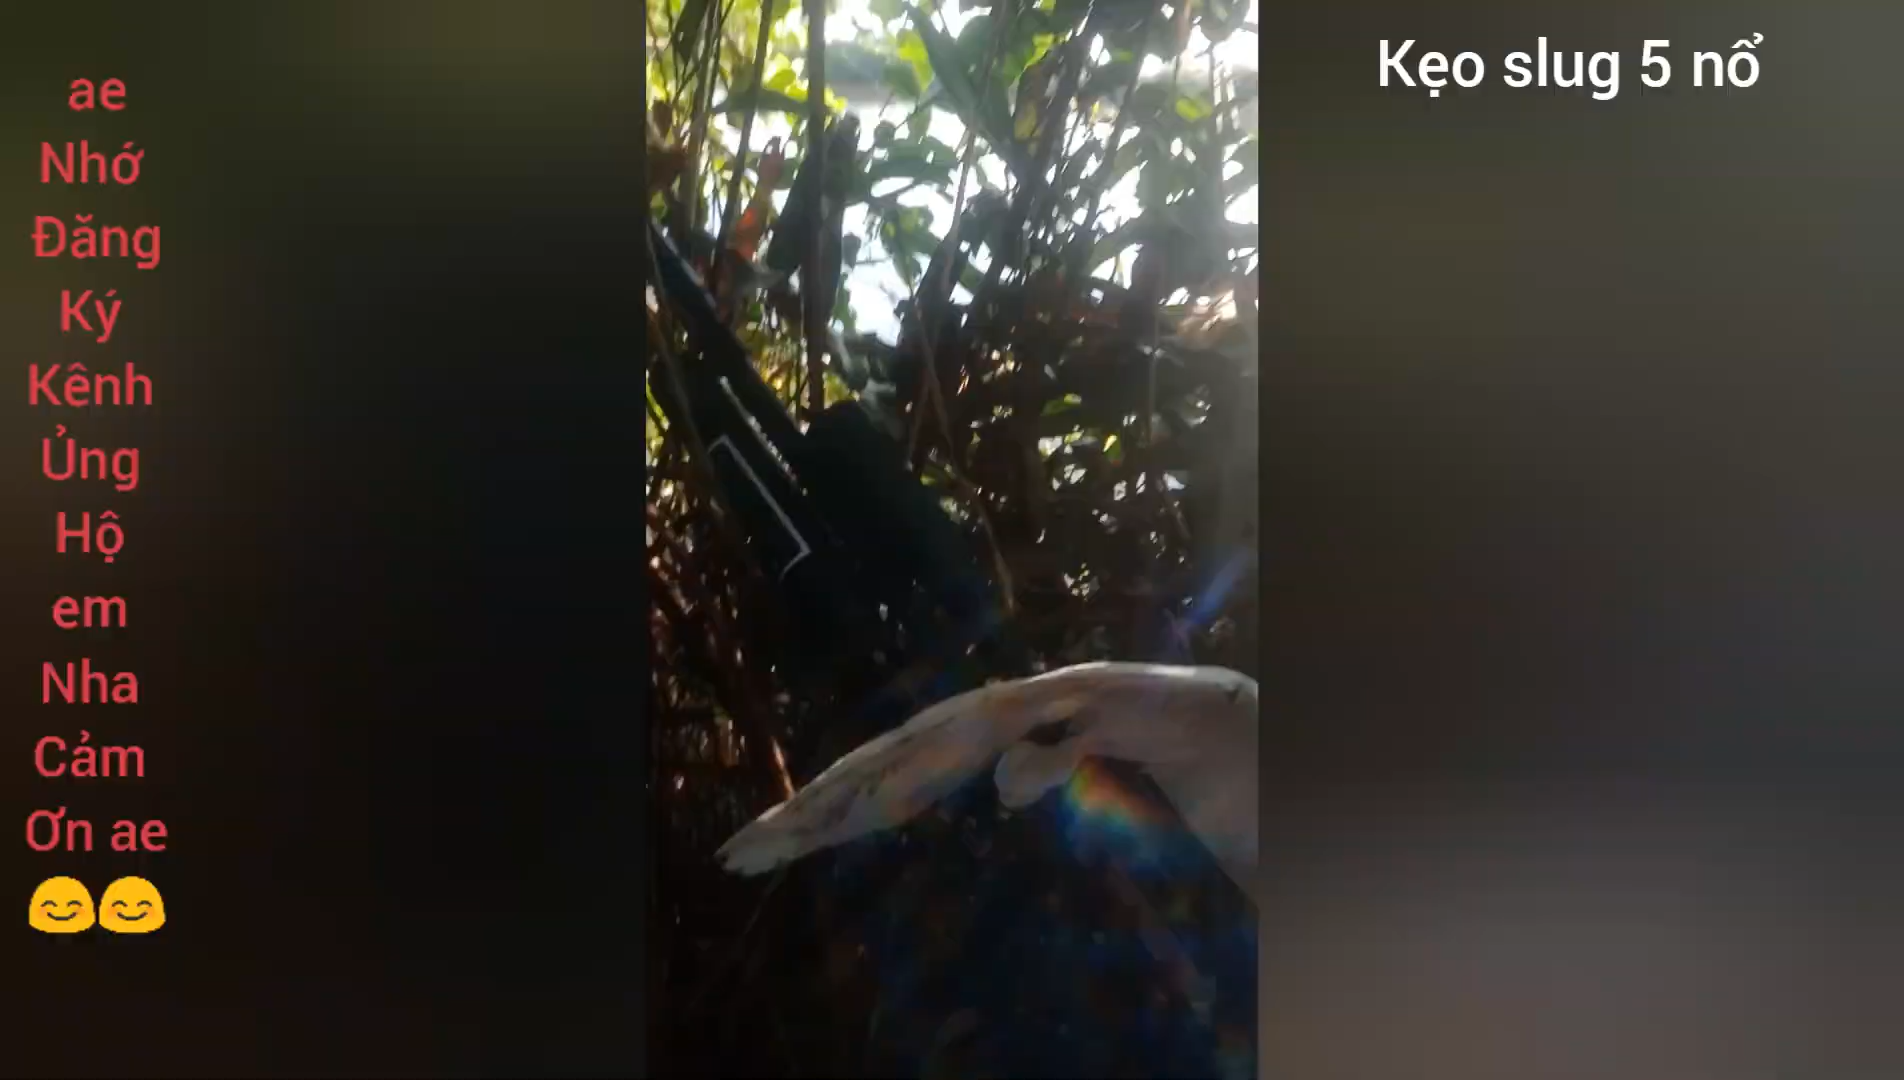 ae
Nhớ
Đăng
Ký
Kênh
Ủng
Hộ
em
Nha
Cảm
Ơn ae
😊😊
Kẹo slug 5 nổ